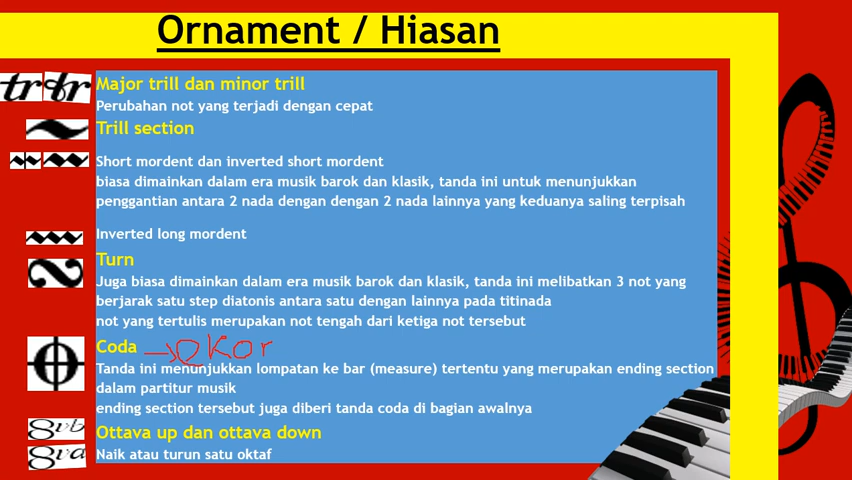 Ornament / Hiasan
tr tr Major trill dan minor trill
Perubahan not yang terjadi dengan cepat
Trill section
Short mordent dan inverted short mordent
biasa dimainkan dalam era musik barok dan klasik, tanda ini untuk menunjukkan
penggantian antara 2 nada dengan dengan 2 nada lainnya yang keduanya saling terpisah
Inverted long mordent
Turn
Juga biasa dimainkan dalam era musik barok dan klasik, tanda ini melibatkan 3 not yang
berjarak satu step diatonis antara satu dengan lainnya pada titinada
not yang tertulis merupakan not tengah dari ketiga not tersebut
Coda → ekor
Tanda ini menunjukkan lompatan ke bar (measure) tertentu yang merupakan ending section
dalam partitur musik
ending section tersebut juga diberi tanda coda di bagian awalnya
8vb Ottava up dan ottava down
8va Naik atau turun satu oktaf